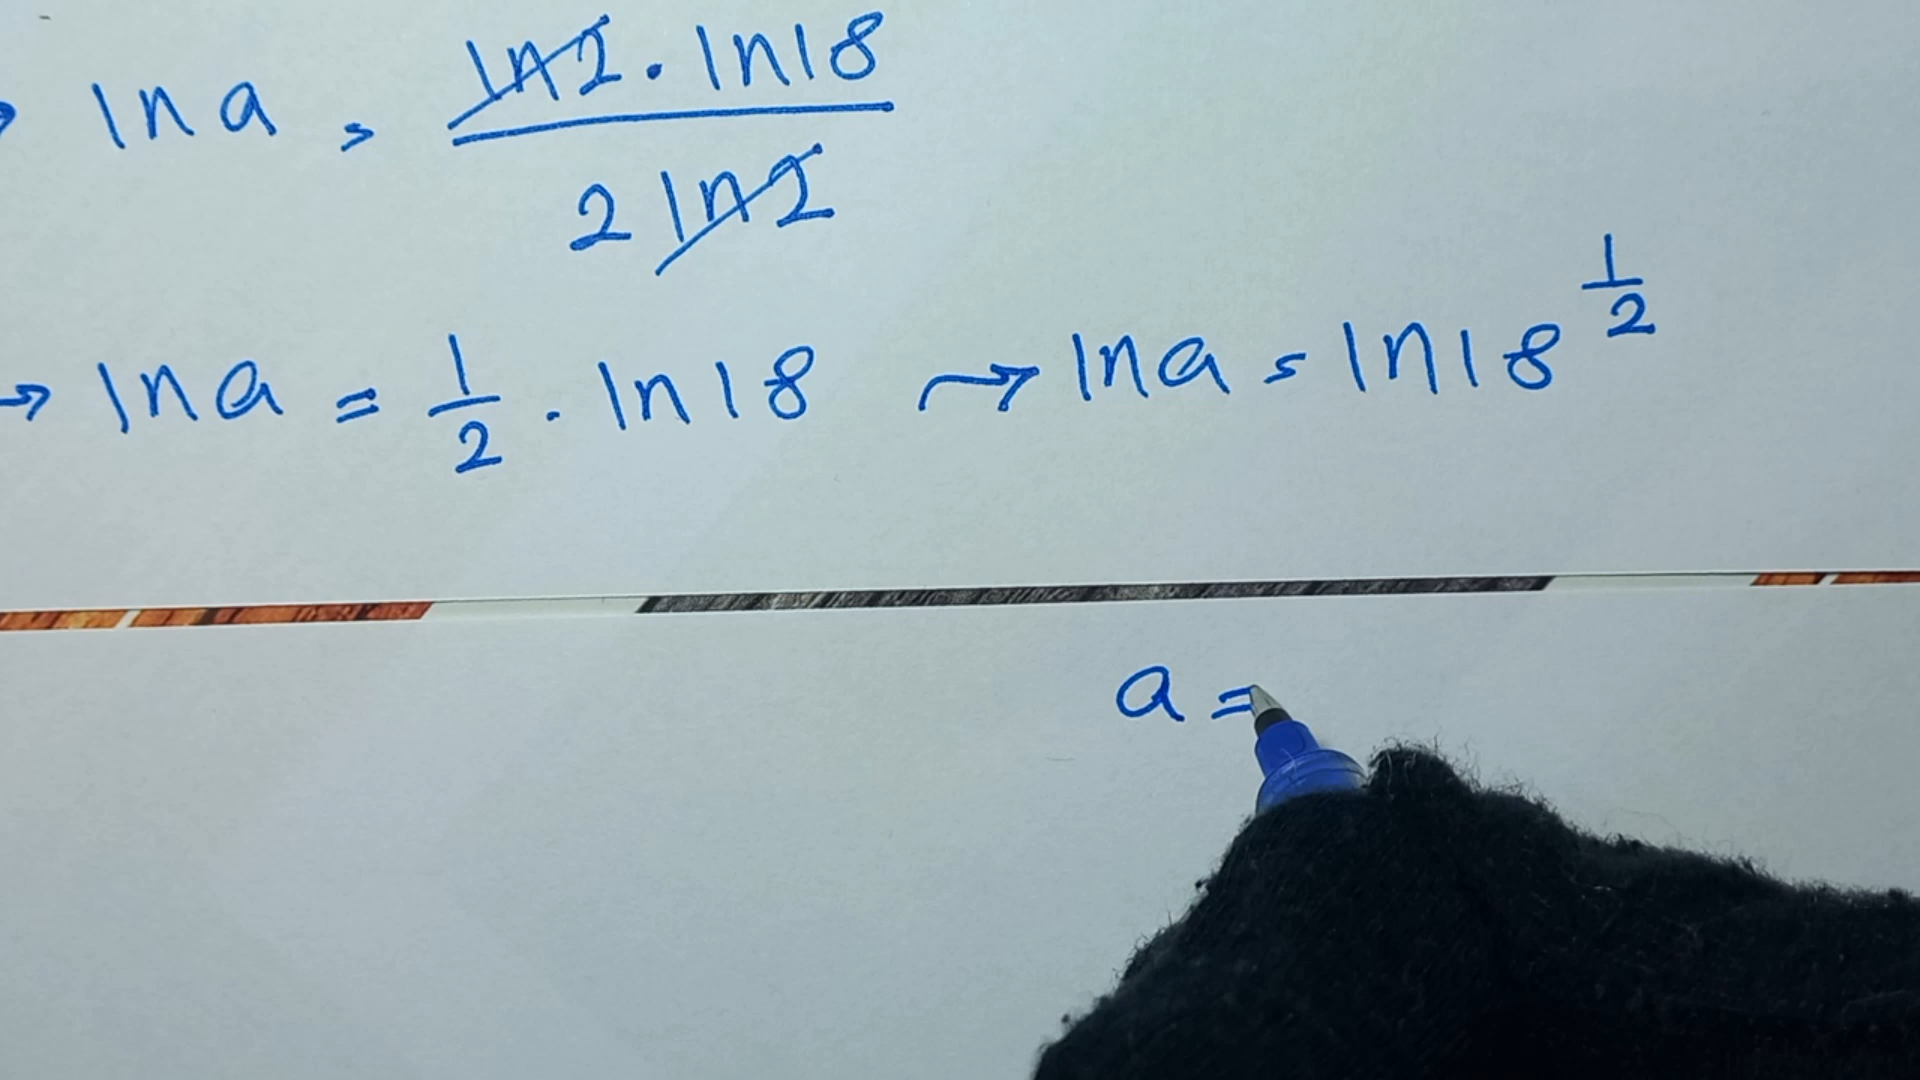 → ln a = ln2 · ln18 / 2 ln2
→ ln a = 1/2 · ln18 ⇝ ln a = ln18^1/2
a =